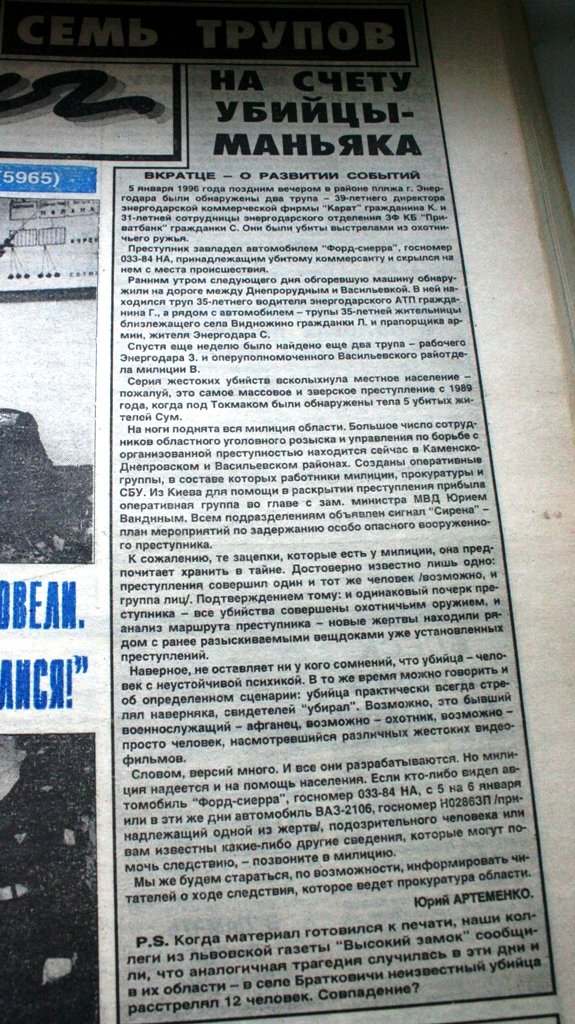 СЕМЬ ТРУПОВ
НА СЧЕТУ
УБИЙЦЫ-
МАНЬЯКА
(5965)
ОВЕЛИ.
ЛИСЯ!"
ВКРАТЦЕ – О РАЗВИТИИ СОБЫТИЙ
5 января 1996 года поздним вечером в районе пляжа г. Энер-
годара были обнаружены два трупа – 39-летнего директора
энергодарской коммерческой фирмы "Карат" гражданина К. и
31-летней сотрудницы энергодарского отделения ЗФ КБ "При-
ватбанк" гражданки С. Они были убиты выстрелами из охотни-
чьего ружья.
Преступник завладел автомобилем "Форд-сиерра", госномер
033-84 НА, принадлежащим убитому коммерсанту и скрылся на
нем с места происшествия.
Ранним утром следующего дня обгоревшую машину обнару-
жили на дороге между Днепрорудным и Васильевкой. В ней на-
ходился труп 35-летнего водителя энергодарского АТП гражда-
нина Г., а рядом с автомобилем – трупы 35-летней жительницы
близлежащего села Видножино гражданки Л. и прапорщика ар-
мии, жителя Энергодара С.
Спустя еще неделю было найдено еще два трупа – рабочего
Энергодара З. и оперуполномоченного Васильевского райотде-
ла милиции В.
Серия жестоких убийств всколыхнула местное население –
пожалуй, это самое массовое и зверское преступление с 1989
года, когда под Токмаком были обнаружены тела 5 убитых жи-
телей Сум.
На ноги поднята вся милиция области. Большое число сотруд-
ников областного уголовного розыска и управления по борьбе с
организованной преступностью находится сейчас в Каменско-
Днепровском и Васильевском районах. Созданы оперативные
группы, в составе которых работники милиции, прокуратуры и
СБУ. Из Киева для помощи в раскрытии преступления прибыла
оперативная группа во главе с зам. министра МВД Юрием
Вандиным. Всем подразделениям объявлен сигнал "Сирена" –
план мероприятий по задержанию особо опасного вооруженно-
го преступника.
К сожалению, те зацепки, которые есть у милиции, она пред-
почитает хранить в тайне. Достоверно известно лишь одно:
преступления совершил один и тот же человек /возможно, и
группа лиц/. Подтверждением тому: и одинаковый почерк пре-
ступника – все убийства совершены охотничьим оружием, и
анализ маршрута преступника – новые жертвы находили ря-
дом с ранее разыскиваемыми вещдоками уже установленных
преступлений.
Наверное, не оставляет ни у кого сомнений, что убийца – чело-
век с неустойчивой психикой. В то же время можно говорить и
об определенном сценарии: убийца практически всегда стре-
лял наверняка, свидетелей "убирал". Возможно, это бывший
военнослужащий – афганец, возможно – охотник, возможно –
просто человек, насмотревшийся различных жестких видео-
фильмов.
Словом, версий много. И все они разрабатываются. Но мили-
ция надеется и на помощь населения. Если кто-либо видел ав-
томобиль "Форд-сиерра", госномер 033-84 НА, с 5 на 6 января
или в эти же дни автомобиль ВАЗ-2106, госномер Н0286ЗП /при-
надлежащий одной из жертв/, подозрительного человека или
вам известны какие-либо другие сведения, которые могут по-
мочь следствию, – позвоните в милицию.
Мы же будем стараться, по возможности, информировать чи-
тателей о ходе следствия, которое ведет прокуратура области.
Юрий АРТЕМЕНКО.
P.S. Когда материал готовился к печати, наши кол-
леги из львовской газеты "Высокий замок" сообщи-
ли, что аналогичная трагедия случилась в эти дни и
в их области – в селе Братковичи неизвестный убийца
расстрелял 12 человек. Совпадение?